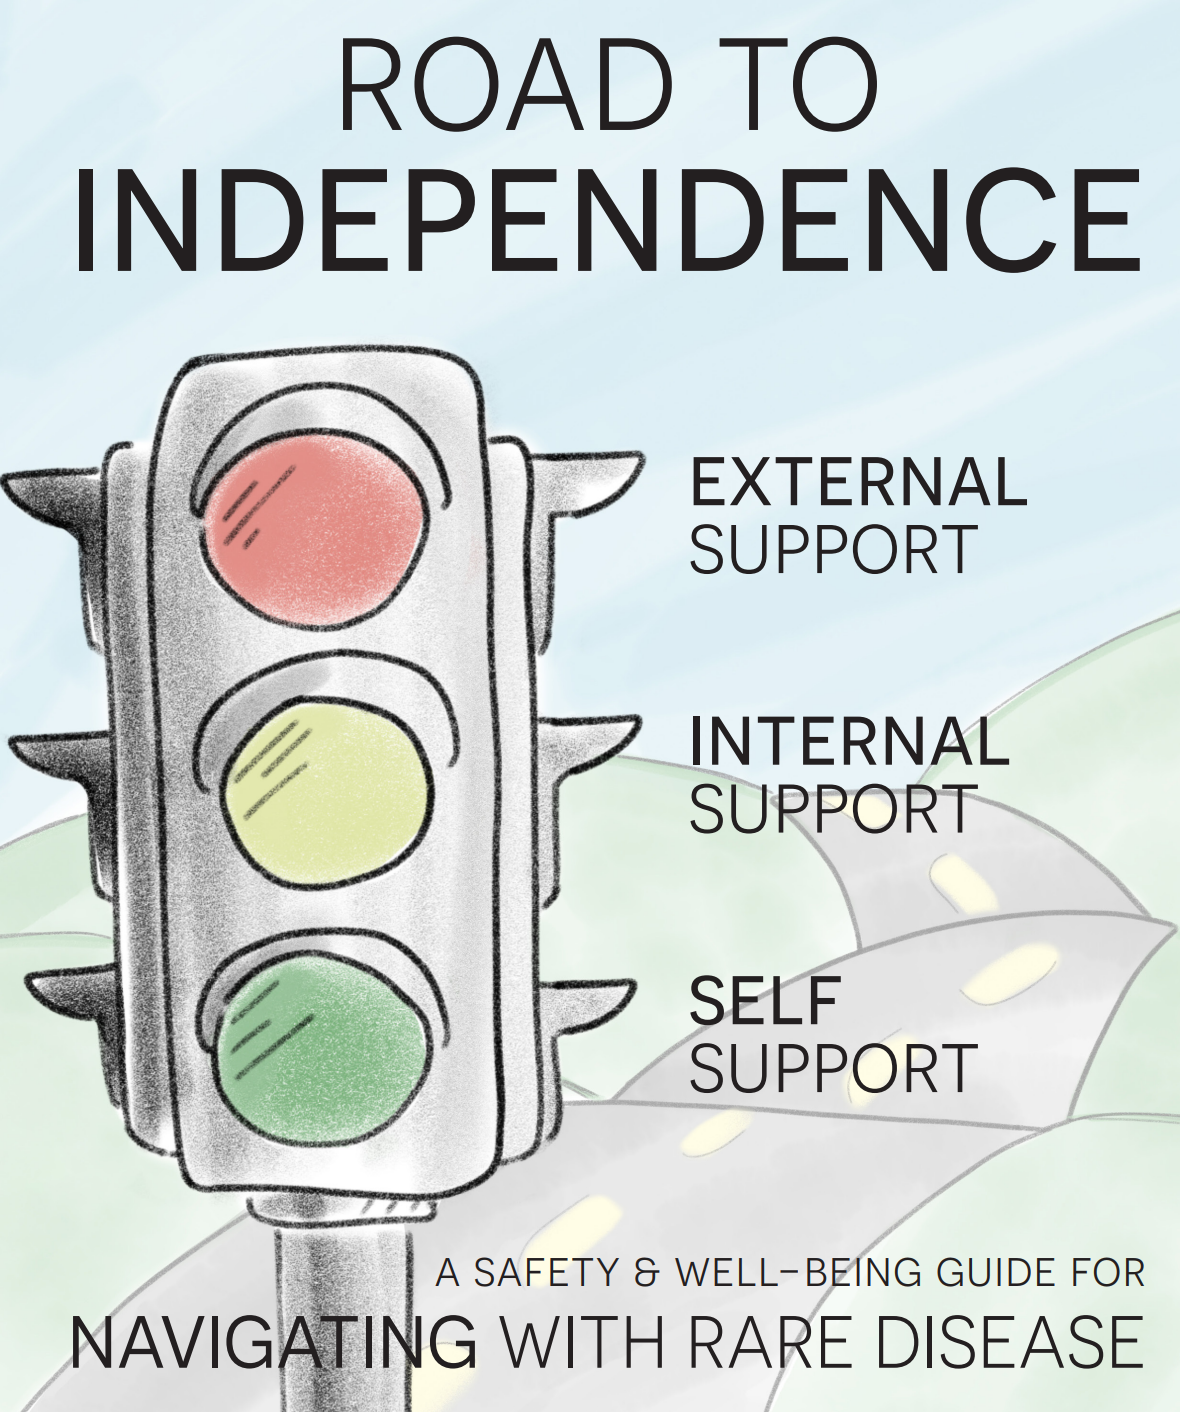 ROAD TO
INDEPENDENCE
EXTERNAL
SUPPORT
INTERNAL
SUPPORT
SELF
SUPPORT
A SAFETY & WELL-BEING GUIDE FOR
NAVIGATING WITH RARE DISEASE